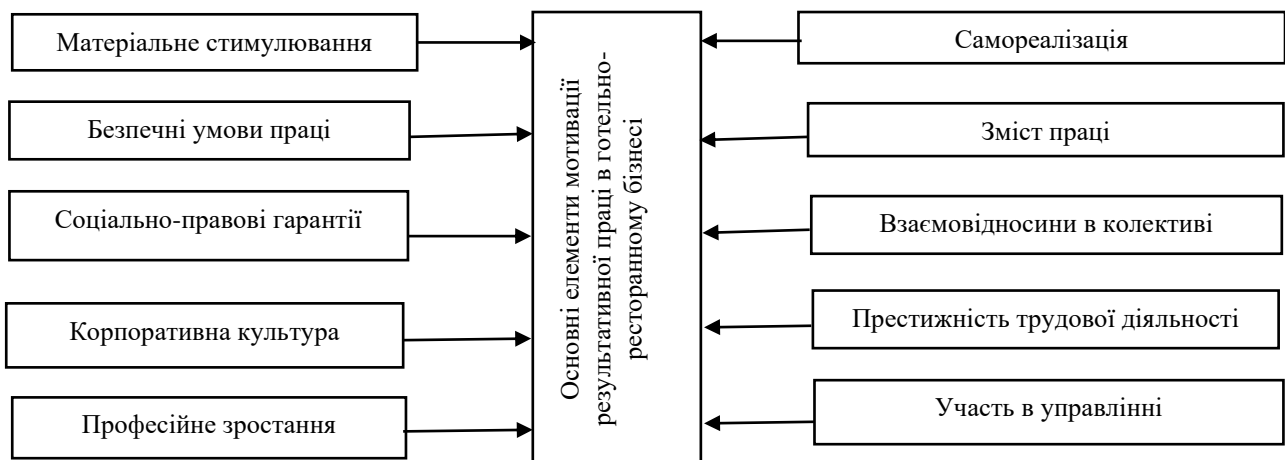 Матеріальне стимулювання
Безпечні умови праці
Соціально-правові гарантії
Корпоративна культура
Професійне зростання
Основні елементи мотивації
результативної праці в готельно-
ресторанному бізнесі
Самореалізація
Зміст праці
Взаємовідносини в колективі
Престижність трудової діяльності
Участь в управлінні